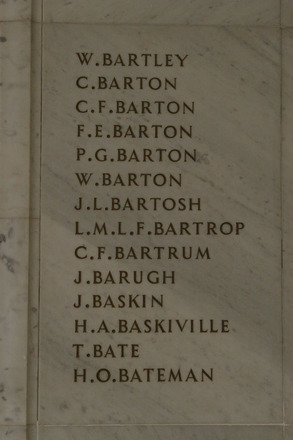 W.BARTLEY
C.BARTON
C.F.BARTON
F.E.BARTON
P.G.BARTON
W.BARTON
J.L.BARTOSH
L.M.L.F.BARTROP
C.F.BARTRUM
J.BARUGH
J.BASKIN
H.A.BASKIVILLE
T.BATE
H.O.BATEMAN